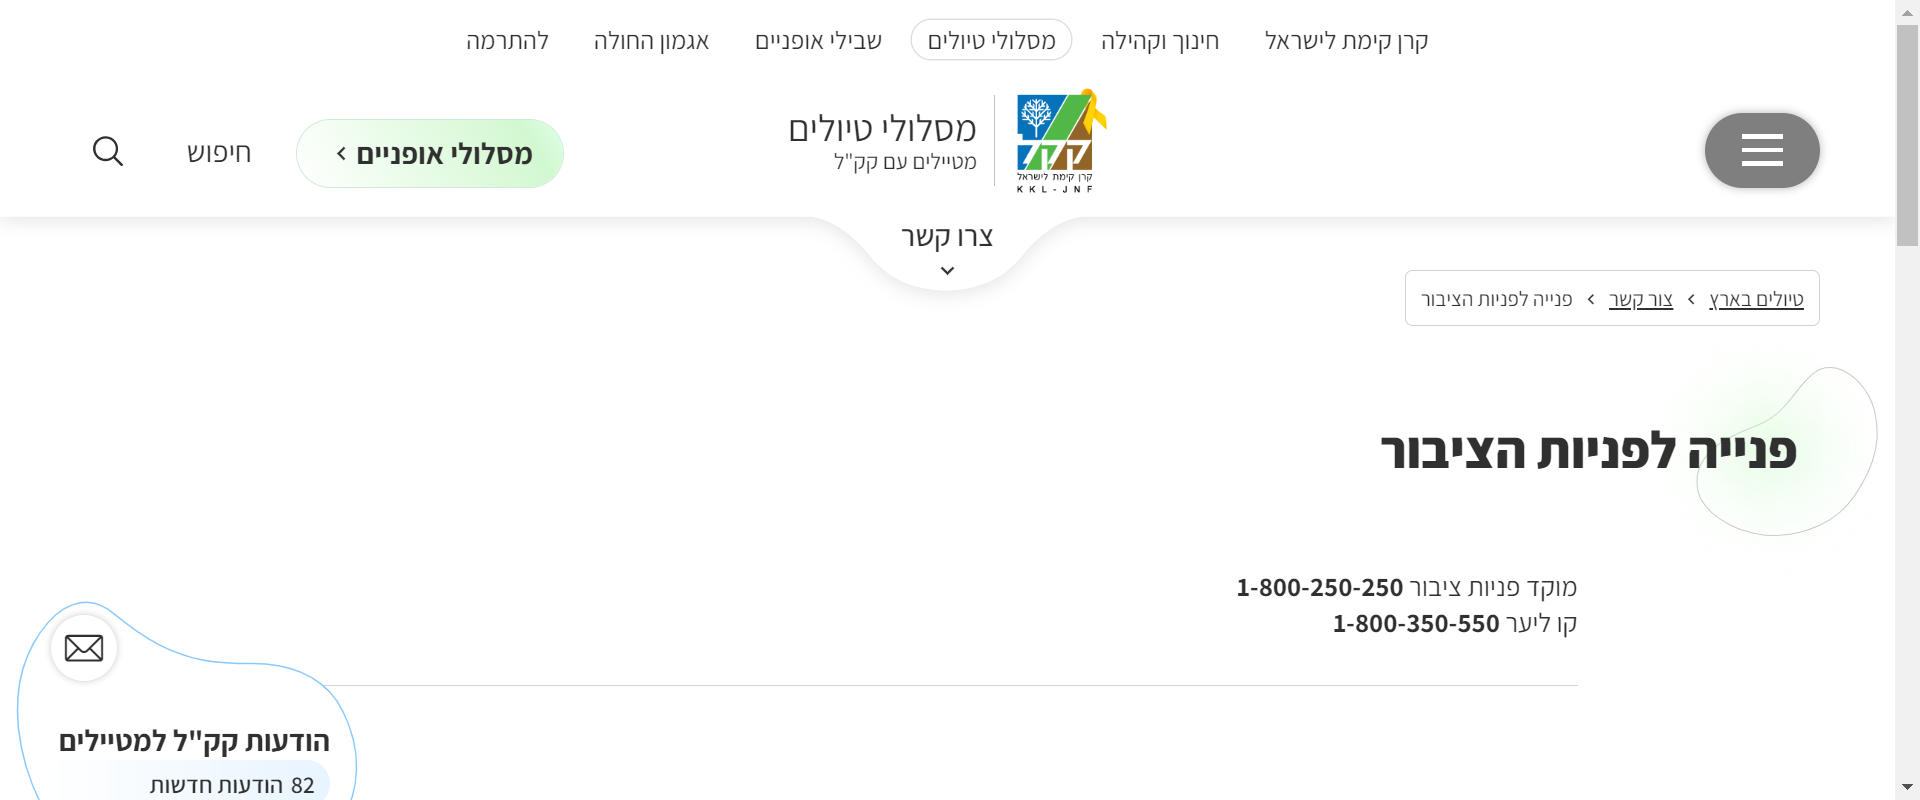 קרן קימת לישראל
חינוך וקהילה
מסלולי טיולים
שבילי אופניים
אגמון החולה
להתרמה
קק"ל
קרן קימת לישראל
KKL-JNF
מסלולי טיולים
מטיילים עם קק"ל
מסלולי אופניים
חיפוש
צרו קשר
טיולים בארץ
צור קשר
פנייה לפניות הציבור
פנייה לפניות הציבור
מוקד פניות ציבור 1-800-250-250
קו ליער 1-800-350-550
הודעות קק"ל למטיילים
82 הודעות חדשות